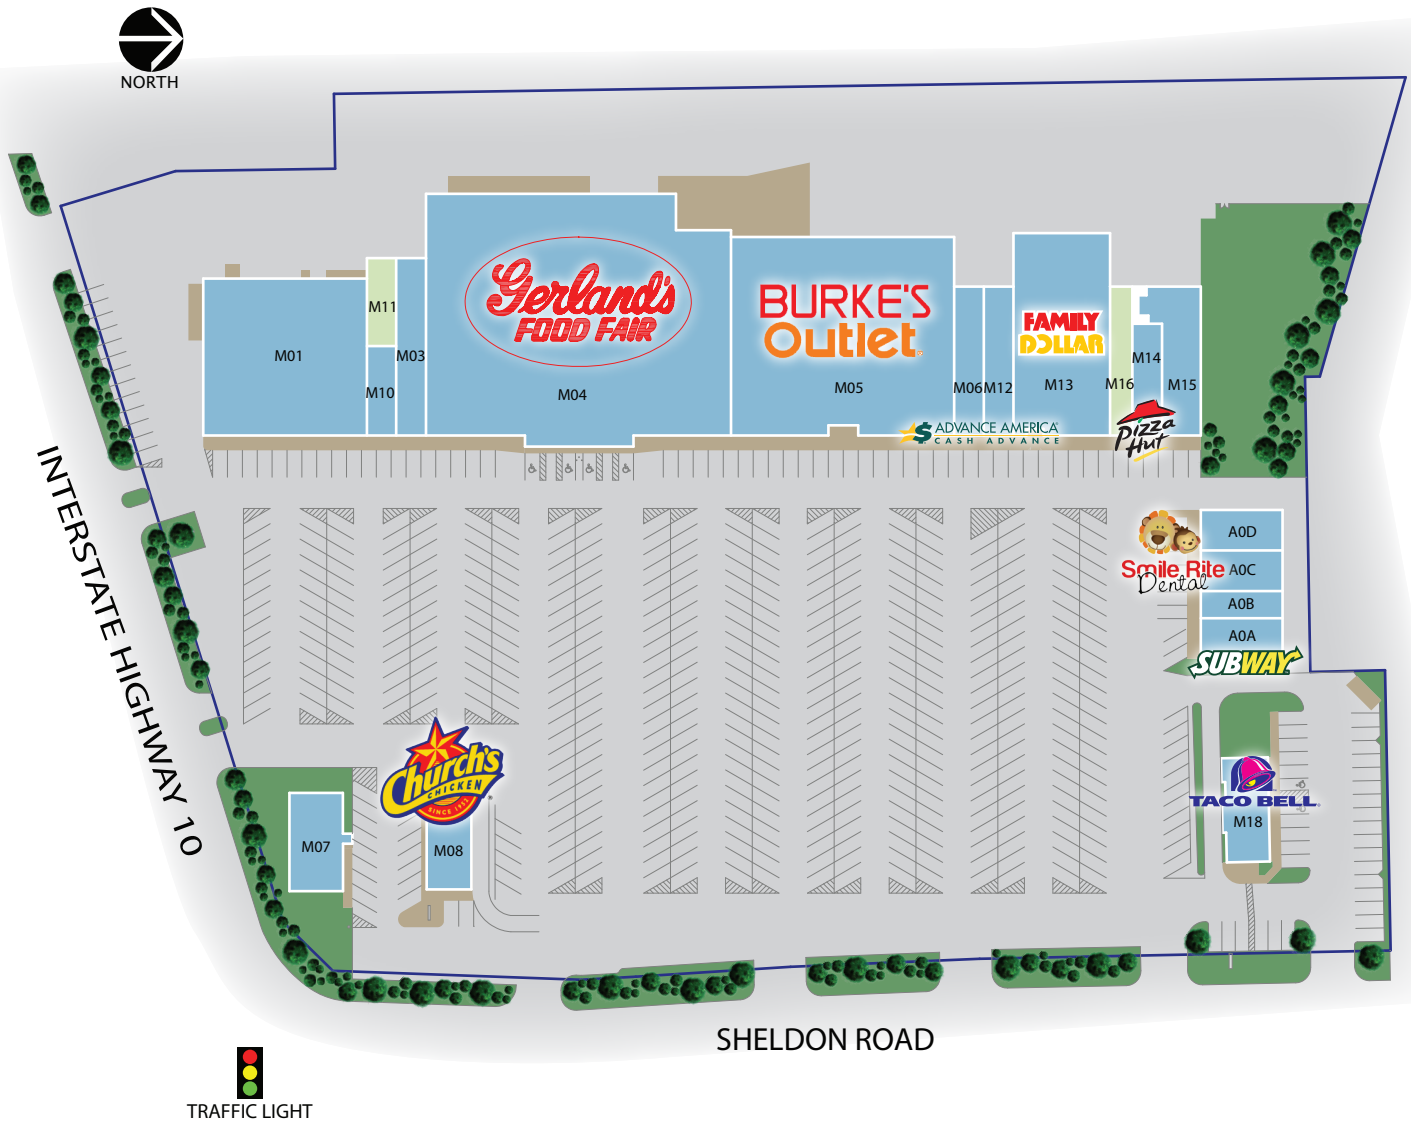 NORTH
Gerland's
FOOD FAIR
BURKE'S
Outlet
FAMILY
DOLLAR
M11
M01
M03
M10
M04
M05
M06
M12
M13
M16
M14
M15
ADVANCE AMERICA
CASH ADVANCE
Pizza
Hut
INTERSTATE HIGHWAY 10
Smile Rite
Dental
A0D
A0C
A0B
A0A
SUBWAY
Church's
CHICKEN
SINCE 1952
TACO BELL
M07
M08
M18
SHELDON ROAD
TRAFFIC LIGHT